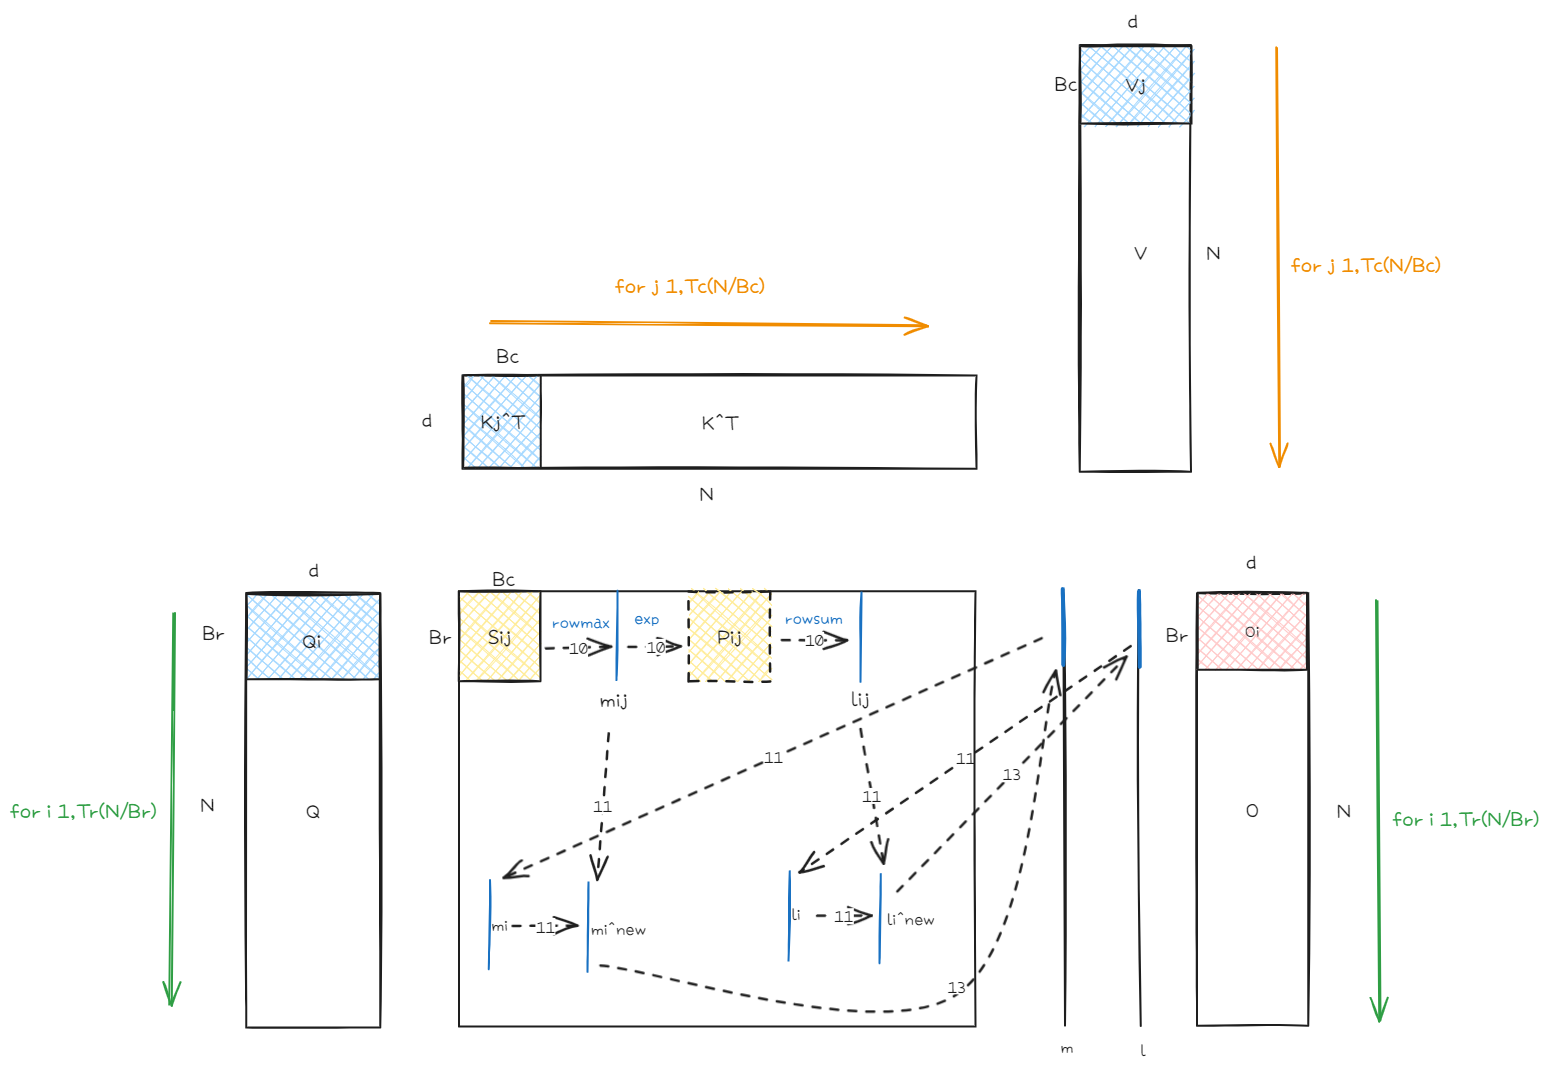 d
Bc
Vj
V
N
for j 1,Tc(N/Bc)
for j 1,Tc(N/Bc)
Bc
d
Kj^T
K^T
N
d
Br
Qi
N
Q
for i 1,Tr(N/Br)
Bc
Br
Sij
rowmax
10
exp
10
Pij
rowsum
10
mij
lij
11
11
13
11
11
mi
11
mi^new
li
11
li^new
13
m
l
d
Br
Oi
O
N
for i 1,Tr(N/Br)